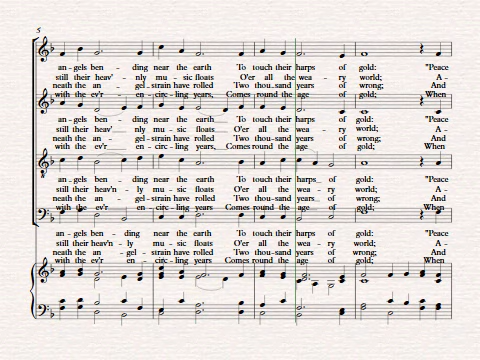 5
an - gels ben - ding near the earth To touch their harps of gold: "Peace
still their heav' - nly mu - sic floats O'er all the wea - ry world; A -
neath the an - gel - strain have rolled Two thou - sand years of wrong; And
with the ev'r - en - circ - ling years, Comes round the age of gold; When
an - gels ben - ding near the earth To touch their harps of gold: "Peace
still their heav' - nly mu - sic floats O'er all the wea - ry world; A -
neath the an - gel - strain have rolled Two thou - sand years of wrong; And
with the ev'r - en - circ - ling years, Comes round the age of gold; When
8
an - gels ben - ding near the earth To touch their harps of gold: "Peace
still their heav'n - ly mu - sic floats O'er all the wea - ry world; A -
neath the an - gel - strain have rolled Two thou - sand years of wrong; And
with the ev'r - en - circ - ling years, Comes round the age of gold; When
an - gels ben - ding near the earth To touch their harps of gold: "Peace
still their heav'n - ly mu - sic floats O'er all the wea - ry world; A -
neath the an - gel - strain have rolled Two thou - sand years of wrong; And
with the ev'r - en - circ - ling years, Comes round the age of gold; When